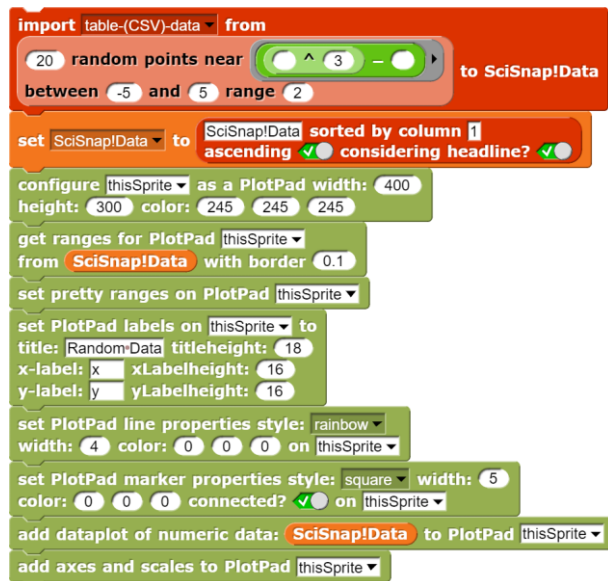 import table-(CSV)-data from
20 random points near ^ 3 –
to SciSnap!Data
between -5 and 5 range 2
set SciSnap!Data to SciSnap!Data sorted by column 1
ascending considering headline?
configure thisSprite as a PlotPad width: 400
height: 300 color: 245 245 245
get ranges for PlotPad thisSprite
from SciSnap!Data with border 0.1
set pretty ranges on PlotPad thisSprite
set PlotPad labels on thisSprite to
title: Random·Data titleheight: 18
x-label: x xLabelheight: 16
y-label: y yLabelheight: 16
set PlotPad line properties style: rainbow
width: 4 color: 0 0 0 on thisSprite
set PlotPad marker properties style: square width: 5
color: 0 0 0 connected? on thisSprite
add dataplot of numeric data: SciSnap!Data to PlotPad thisSprite
add axes and scales to PlotPad thisSprite